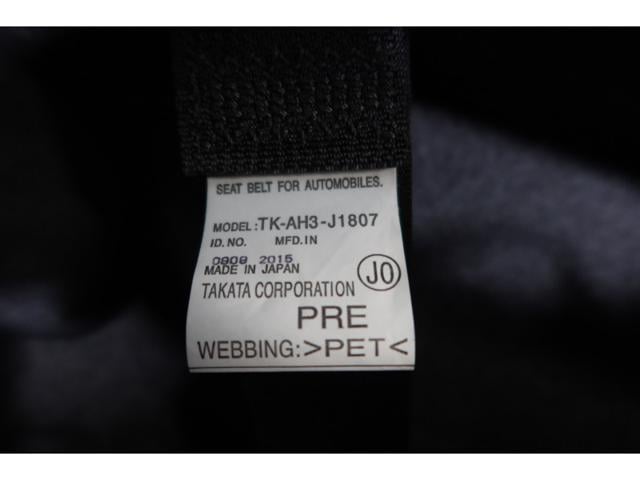 SEAT BELT FOR AUTOMOBILES.
MODEL:TK-AH3-J1807
ID.NO. MFD.IN
0909 2015
MADE IN JAPAN
JO
TAKATA CORPORATION
PRE
WEBBING:>PET<